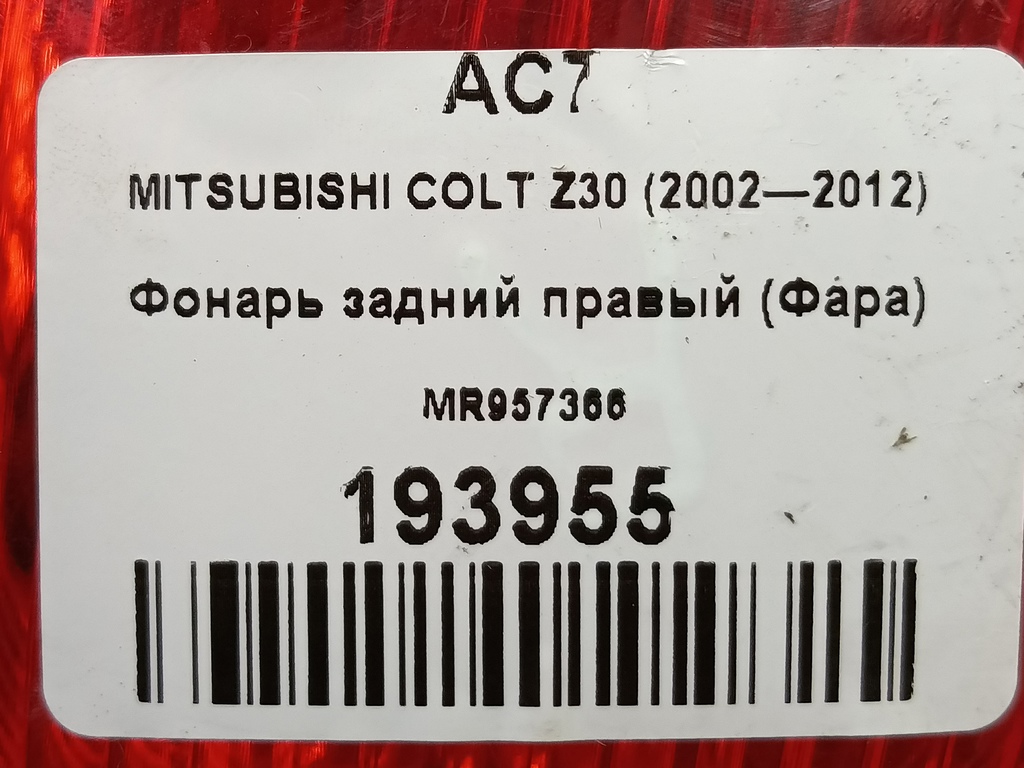 AC7
MITSUBISHI COLT Z30 (2002—2012)
Фонарь задний правый (Фара)
MR957366
193955